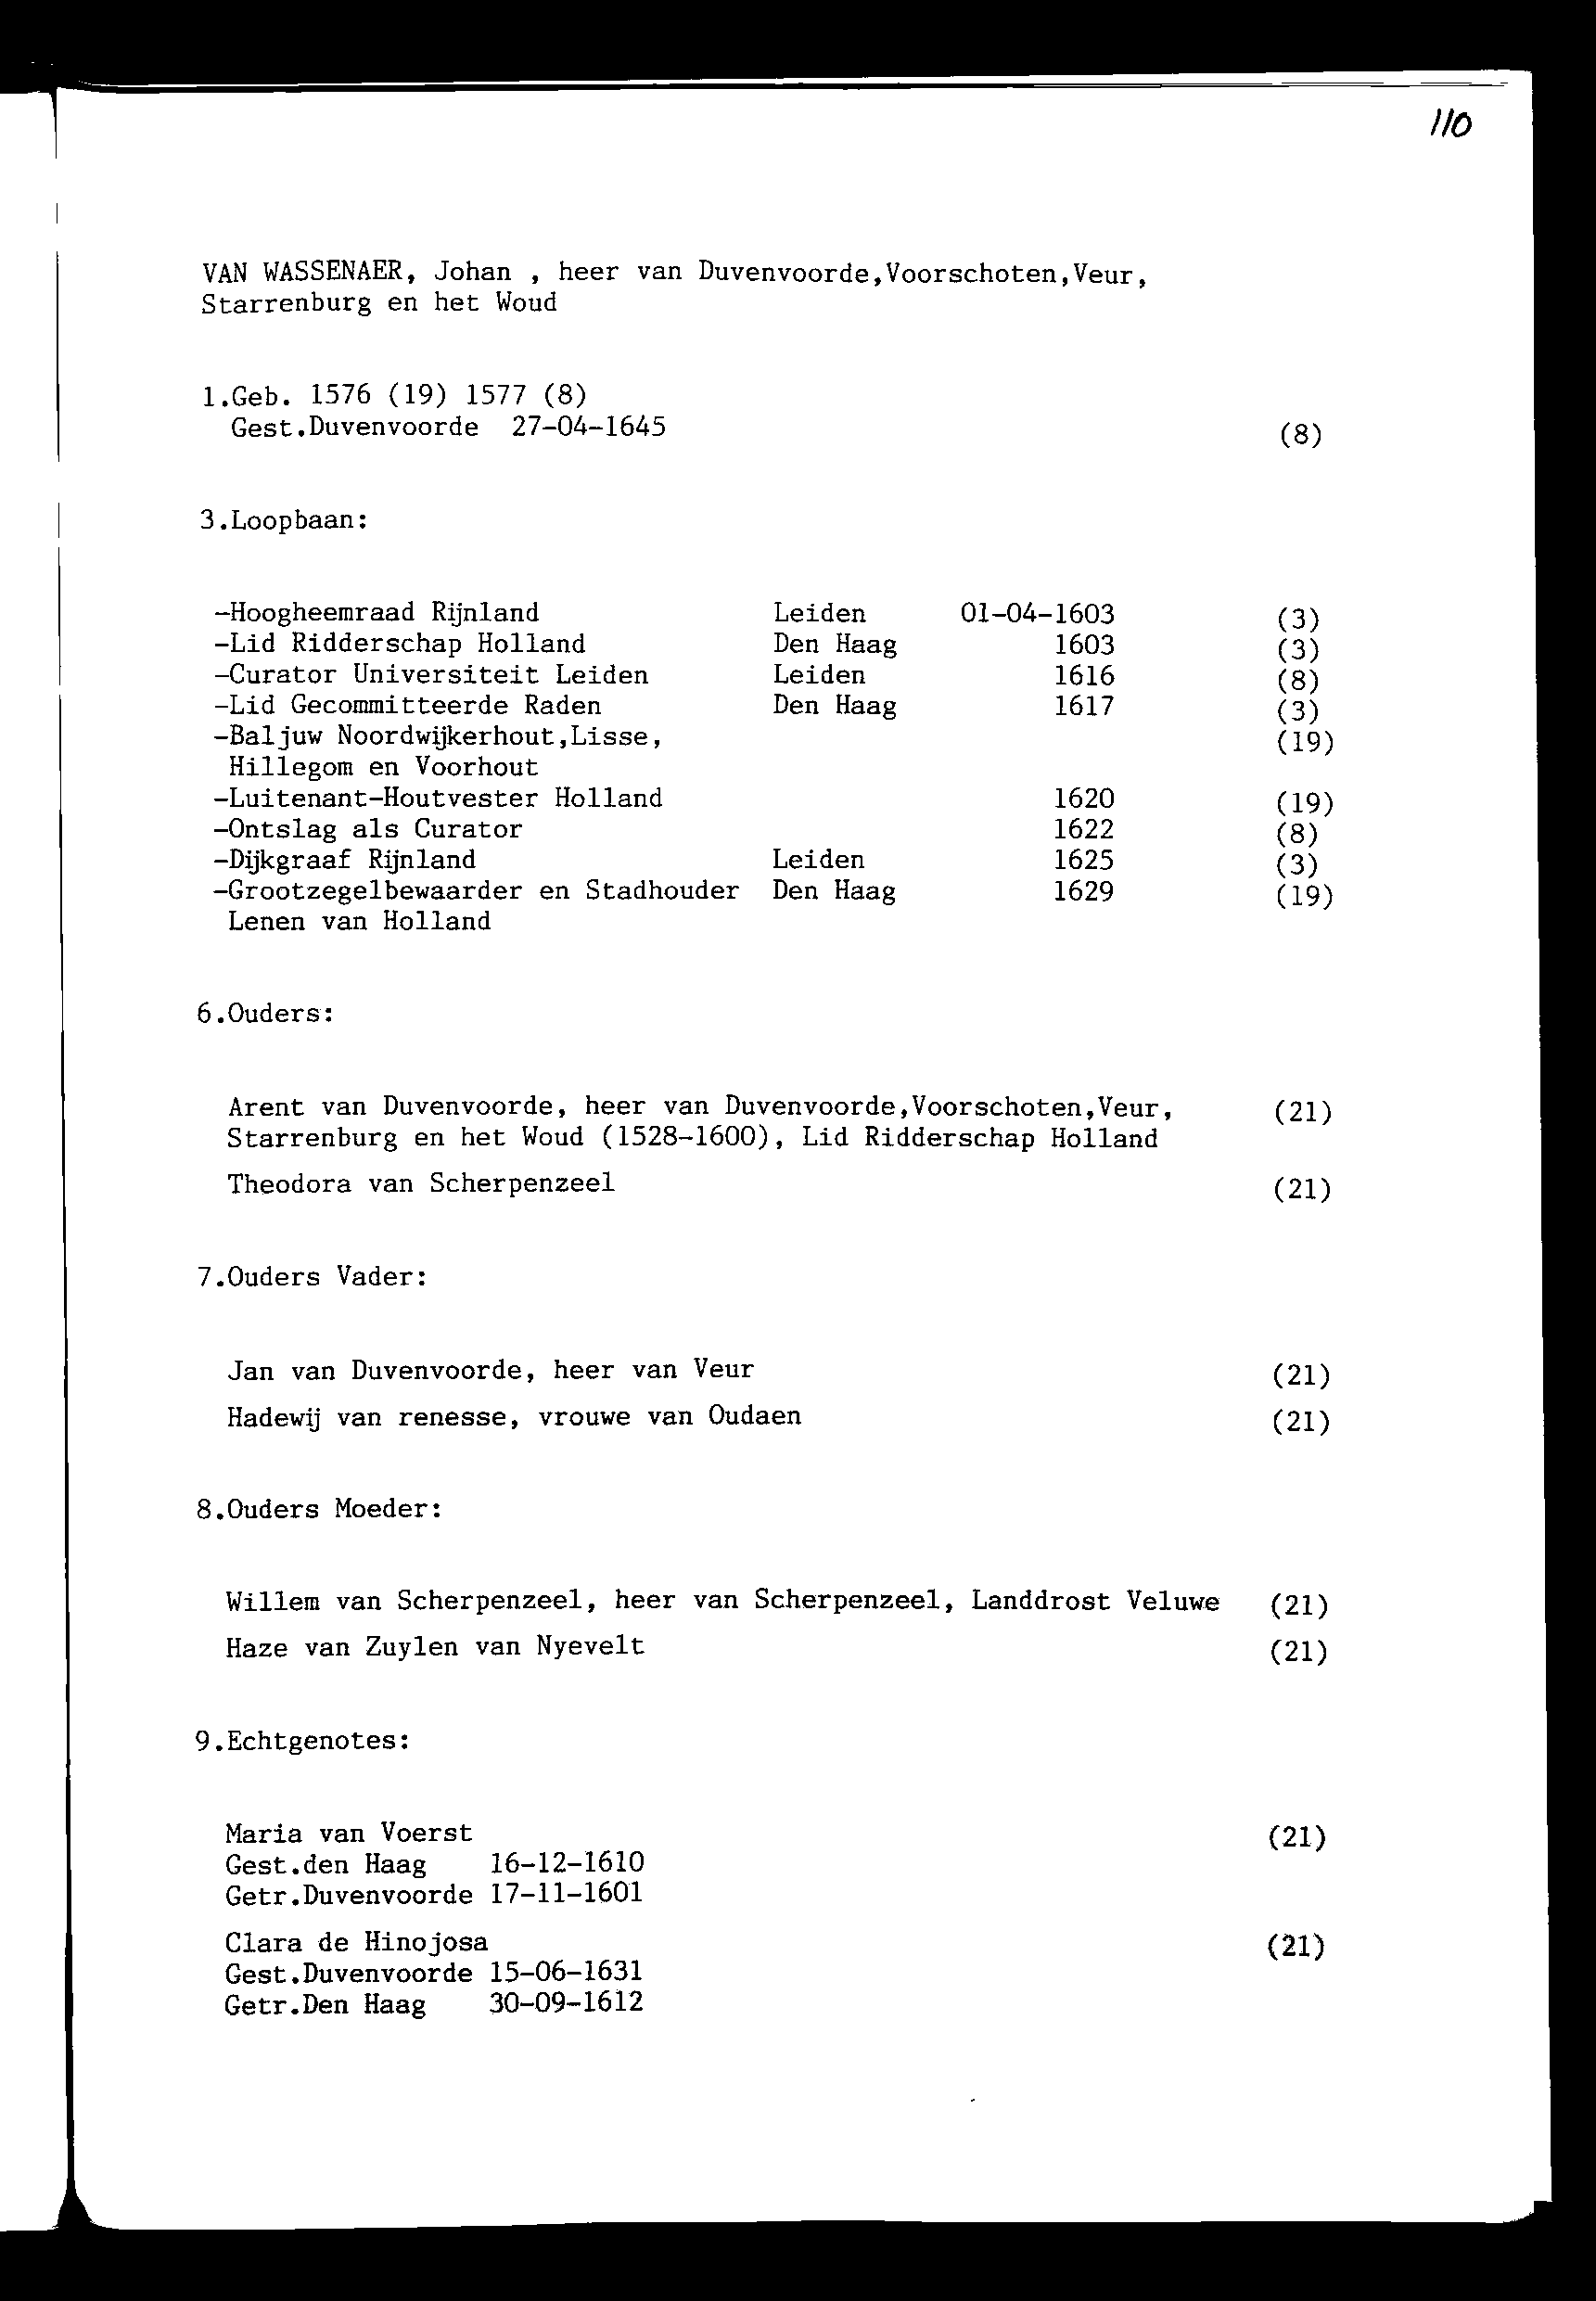 110
VAN WASSENAER, Johan , heer van Duvenvoorde,Voorschoten,Veur,
Starrenburg en het Woud
1.Geb. 1576 (19) 1577 (8)
Gest.Duvenvoorde 27-04-1645 (8)
3.Loopbaan:
-Hoogheemraad Rijnland Leiden 01-04-1603 (3)
-Lid Ridderschap Holland Den Haag 1603 (3)
-Curator Universiteit Leiden Leiden 1616 (8)
-Lid Gecommitteerde Raden Den Haag 1617 (3)
-Baljuw Noordwijkerhout,Lisse, (19)
Hillegom en Voorhout
-Luitenant-Houtvester Holland 1620 (19)
-Ontslag als Curator 1622 (8)
-Dijkgraaf Rijnland Leiden 1625 (3)
-Grootzegelbewaarder en Stadhouder Den Haag 1629 (19)
Lenen van Holland
6.Ouders:
Arent van Duvenvoorde, heer van Duvenvoorde,Voorschoten,Veur, (21)
Starrenburg en het Woud (1528-1600), Lid Ridderschap Holland
Theodora van Scherpenzeel (21)
7.Ouders Vader:
Jan van Duvenvoorde, heer van Veur (21)
Hadewij van renesse, vrouwe van Oudaen (21)
8.Ouders Moeder:
Willem van Scherpenzeel, heer van Scherpenzeel, Landdrost Veluwe (21)
Haze van Zuylen van Nyevelt (21)
9.Echtgenotes:
Maria van Voerst (21)
Gest.den Haag 16-12-1610
Getr.Duvenvoorde 17-11-1601
Clara de Hinojosa (21)
Gest.Duvenvoorde 15-06-1631
Getr.Den Haag 30-09-1612